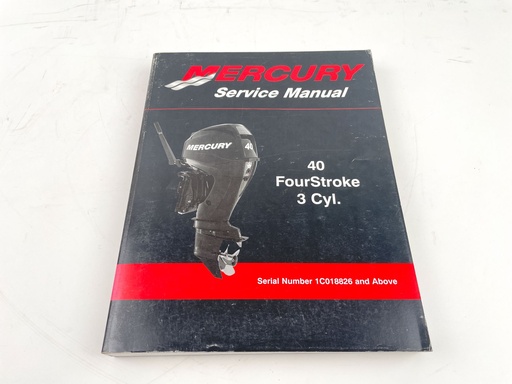 MERCURY
Service Manual
MERCURY 40
40
FourStroke
3 Cyl.
Serial Number 1C018826 and Above